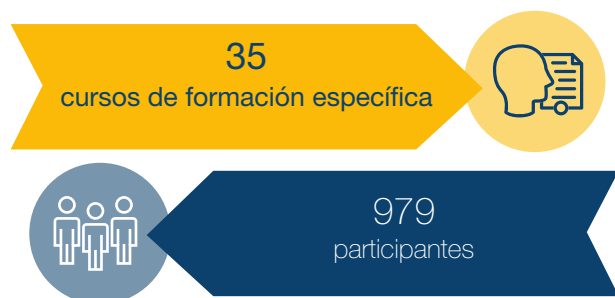 35
cursos de formación específica
979
participantes